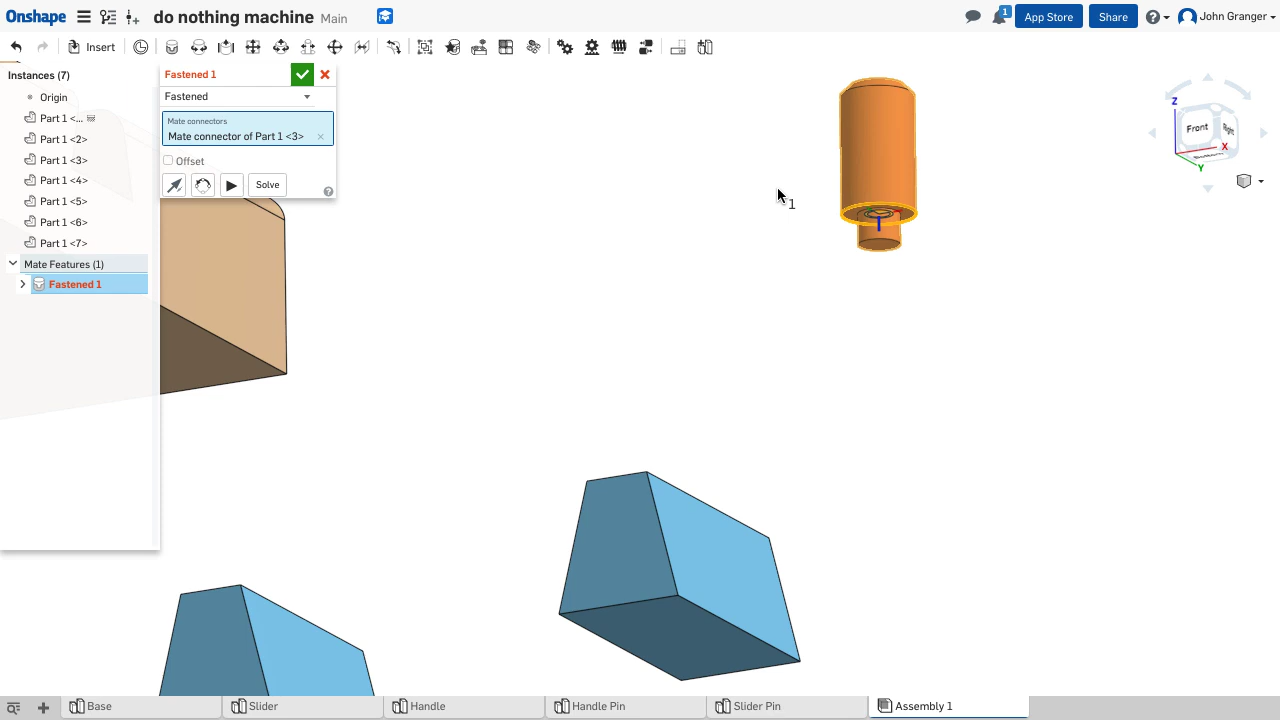 Onshape
do nothing machine Main
1
App Store
Share
John Granger
Insert
Instances (7)
Origin
Part 1 <...
Part 1 <2>
Part 1 <3>
Part 1 <4>
Part 1 <5>
Part 1 <6>
Part 1 <7>
Mate Features (1)
Fastened 1
Fastened 1
Fastened
Mate connectors
Mate connector of Part 1 <3>
Offset
Solve
1
Z
Front
Right
Bottom
X
Y
Base
Slider
Handle
Handle Pin
Slider Pin
Assembly 1